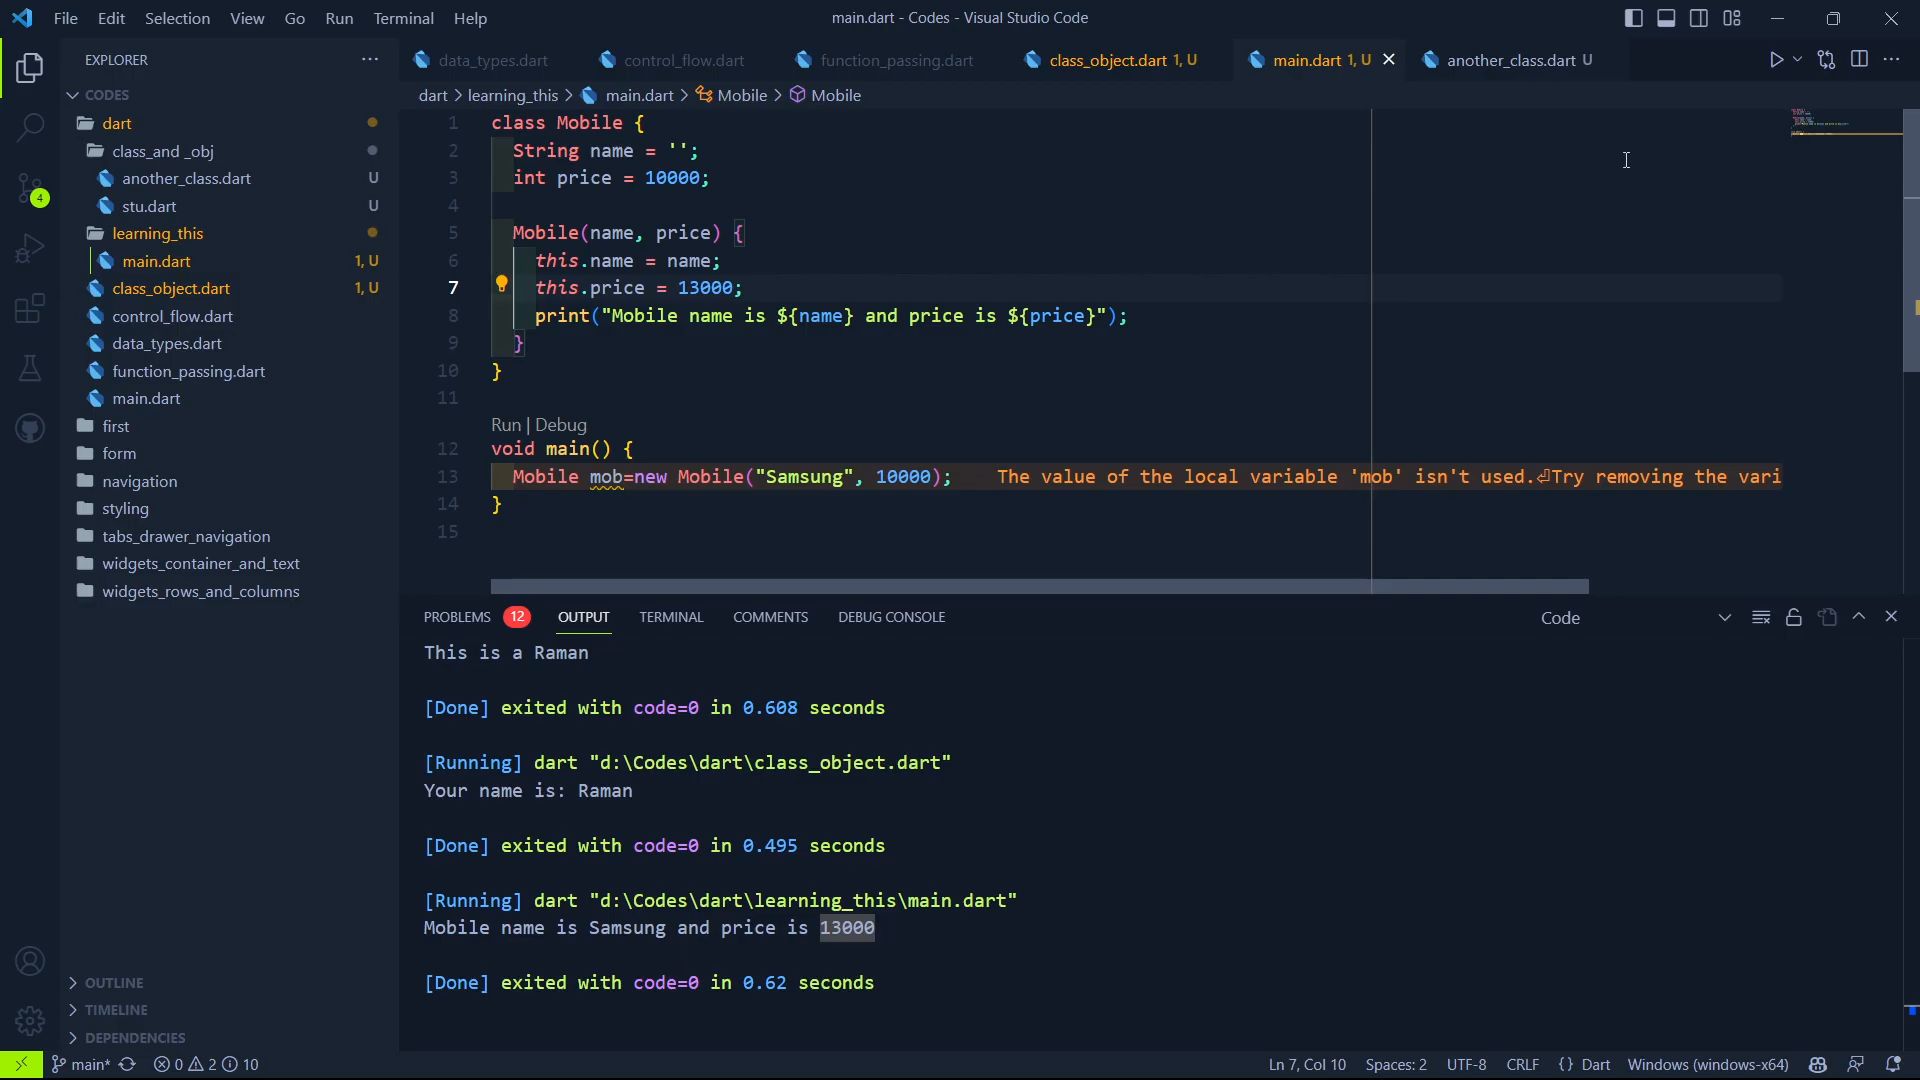 File Edit Selection View Go Run Terminal Help
main.dart - Codes - Visual Studio Code
EXPLORER
data_types.dart
control_flow.dart
function_passing.dart
class_object.dart 1, U
main.dart 1, U
another_class.dart U
CODES
dart > learning_this > main.dart > Mobile > Mobile
dart
class_and _obj
another_class.dart U
stu.dart U
learning_this
main.dart 1, U
class_object.dart 1, U
control_flow.dart
data_types.dart
function_passing.dart
main.dart
first
form
navigation
styling
tabs_drawer_navigation
widgets_container_and_text
widgets_rows_and_columns
4
OUTLINE
TIMELINE
DEPENDENCIES
1 class Mobile {
2 String name = '';
3 int price = 10000;
4
5 Mobile(name, price) {
6 this.name = name;
7 this.price = 13000;
8 print("Mobile name is ${name} and price is ${price}");
9 }
10 }
11
Run | Debug
12 void main() {
13 Mobile mob=new Mobile("Samsung", 10000); The value of the local variable 'mob' isn't used.⏎Try removing the vari
14 }
15
PROBLEMS 12 OUTPUT TERMINAL COMMENTS DEBUG CONSOLE
Code
This is a Raman
[Done] exited with code=0 in 0.608 seconds
[Running] dart "d:\Codes\dart\class_object.dart"
Your name is: Raman
[Done] exited with code=0 in 0.495 seconds
[Running] dart "d:\Codes\dart\learning_this\main.dart"
Mobile name is Samsung and price is 13000
[Done] exited with code=0 in 0.62 seconds
main* 0 2 10
Ln 7, Col 10 Spaces: 2 UTF-8 CRLF {} Dart Windows (windows-x64)